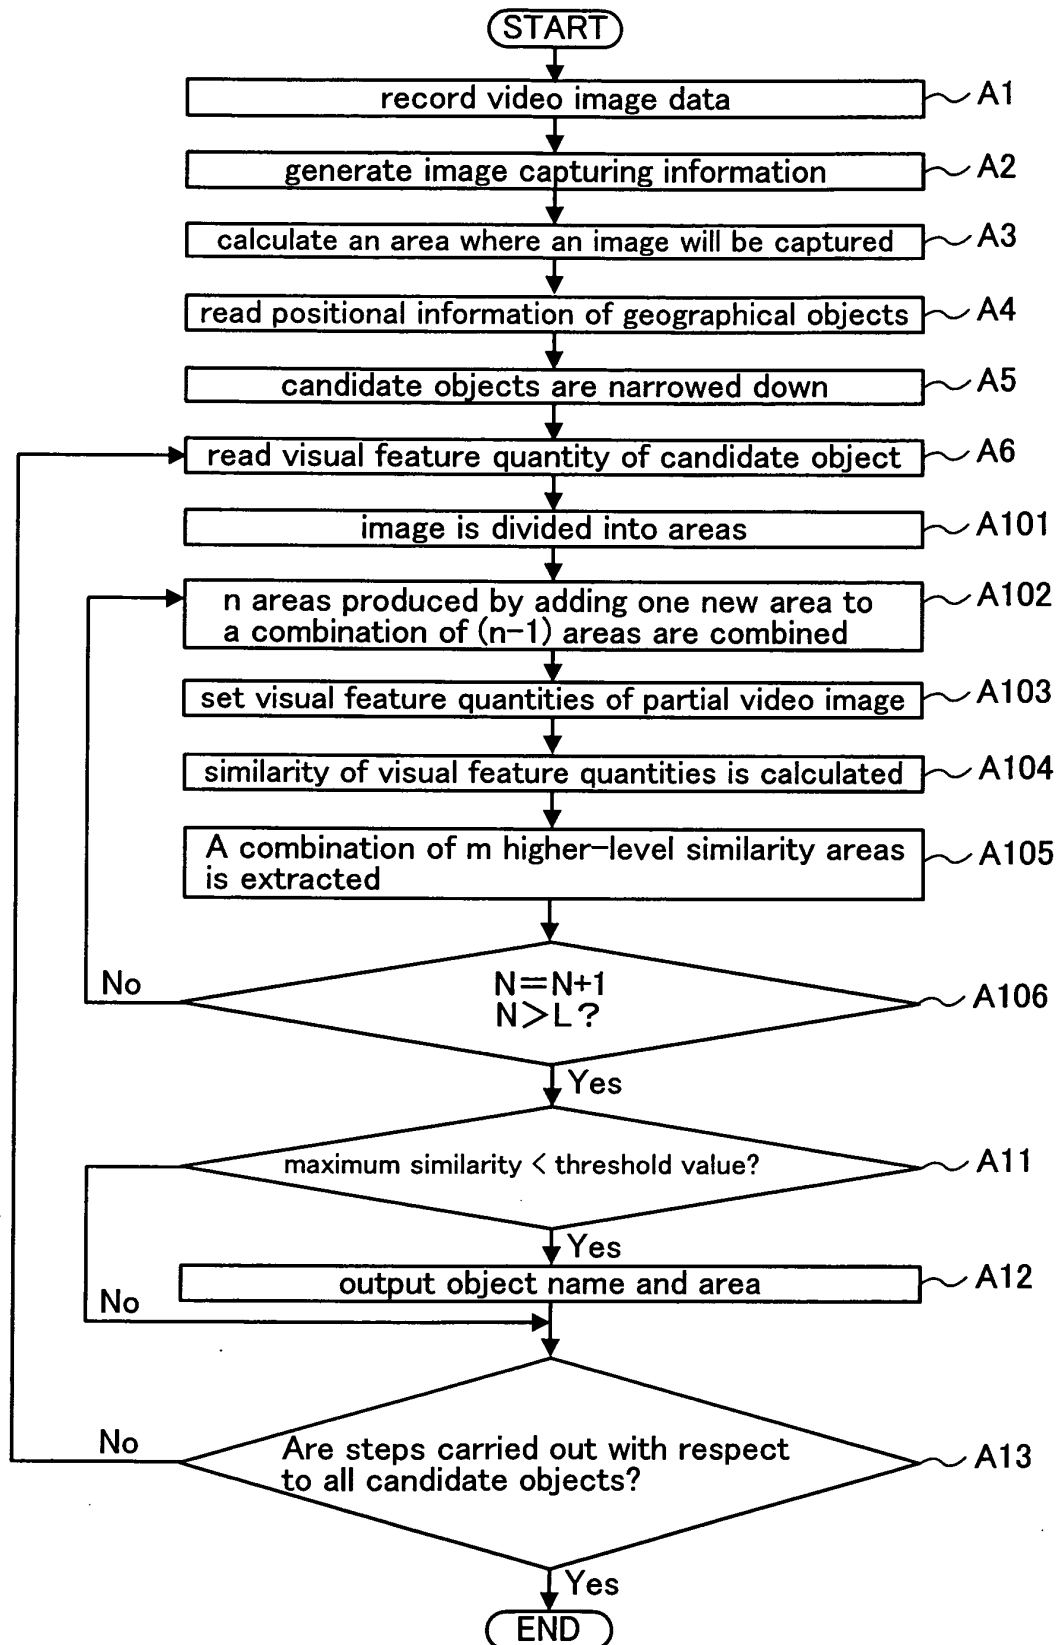 START
record video image data
A1
generate image capturing information
A2
calculate an area where an image will be captured
A3
read positional information of geographical objects
A4
candidate objects are narrowed down
A5
read visual feature quantity of candidate object
A6
image is divided into areas
A101
n areas produced by adding one new area to
a combination of (n-1) areas are combined
A102
set visual feature quantities of partial video image
A103
similarity of visual feature quantities is calculated
A104
A combination of m higher-level similarity areas
is extracted
A105
No
N=N+1
N>L?
A106
Yes
maximum similarity < threshold value?
A11
Yes
output object name and area
A12
No
No
Are steps carried out with respect
to all candidate objects?
A13
Yes
END